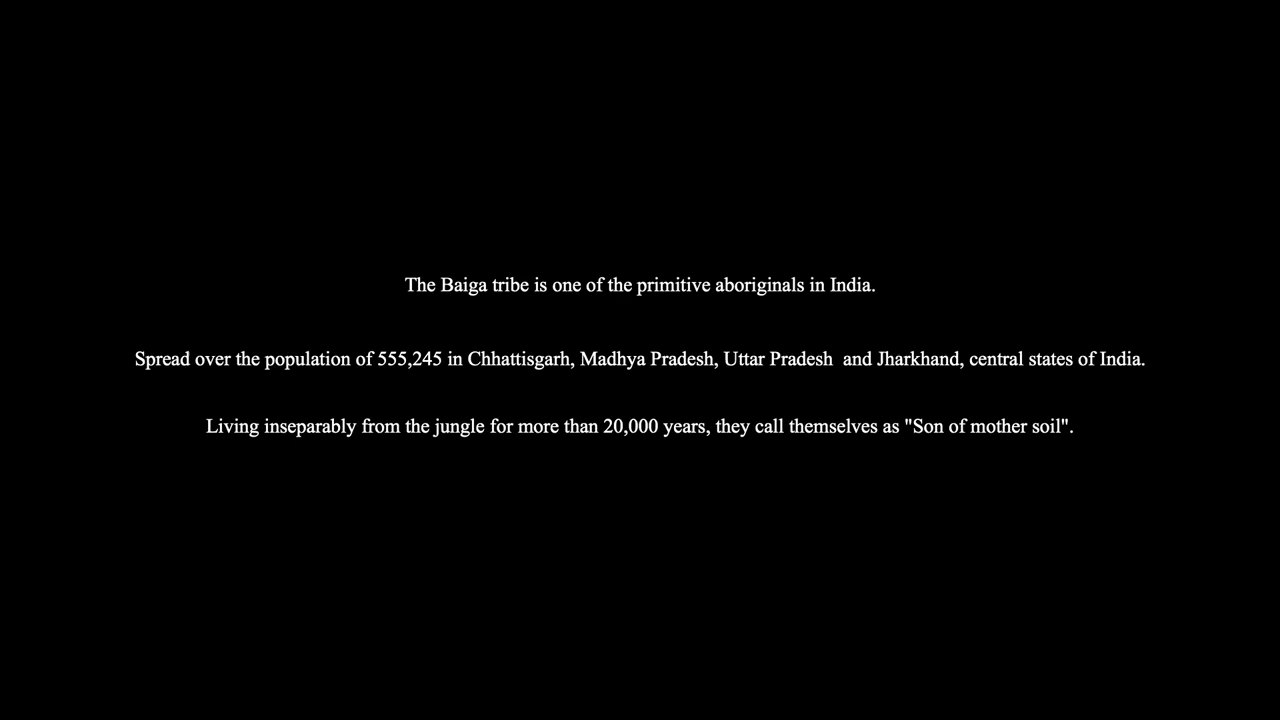 The Baiga tribe is one of the primitive aboriginals in India.
Spread over the population of 555,245 in Chhattisgarh, Madhya Pradesh, Uttar Pradesh  and Jharkhand, central states of India.
Living inseparably from the jungle for more than 20,000 years, they call themselves as "Son of mother soil".